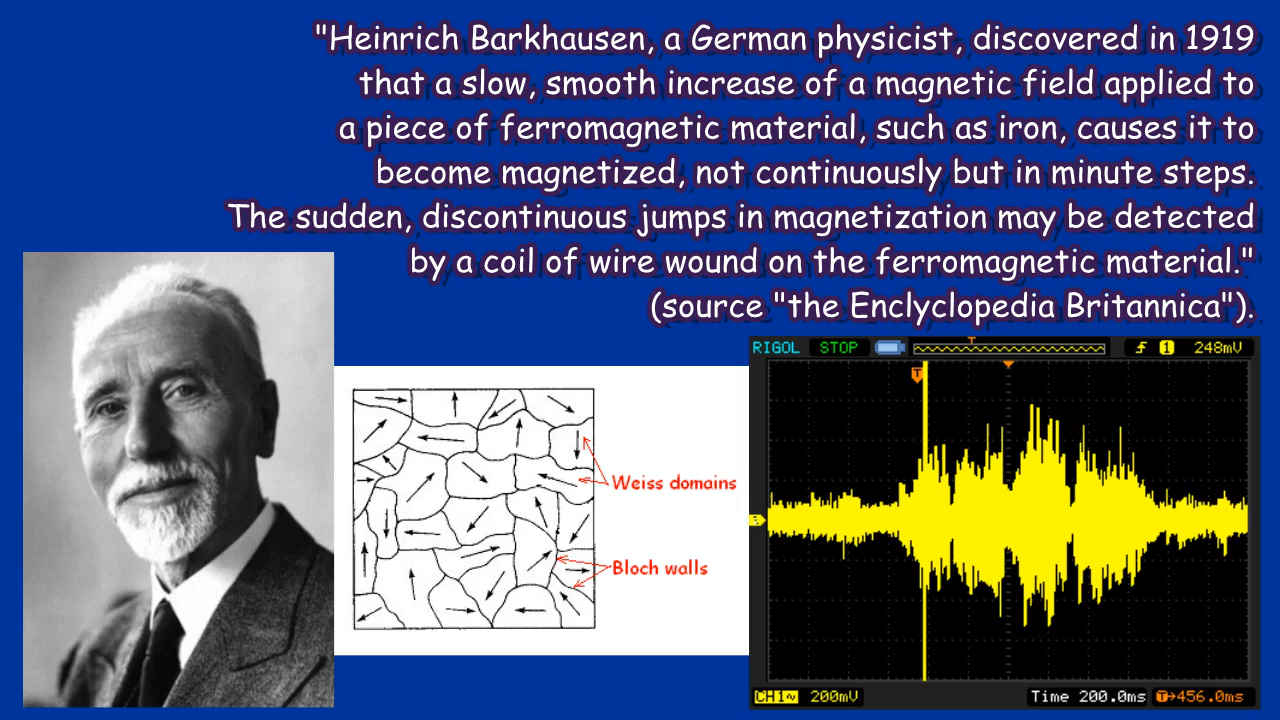 "Heinrich Barkhausen, a German physicist, discovered in 1919
that a slow, smooth increase of a magnetic field applied to
a piece of ferromagnetic material, such as iron, causes it to
become magnetized, not continuously but in minute steps.
The sudden, discontinuous jumps in magnetization may be detected
by a coil of wire wound on the ferromagnetic material."
(source "the Enclyclopedia Britannica").
RIGOL STOP 1 248mV
T
Weiss domains
Bloch walls
CH1~ 200mV Time 200.0ms T→456.0ms